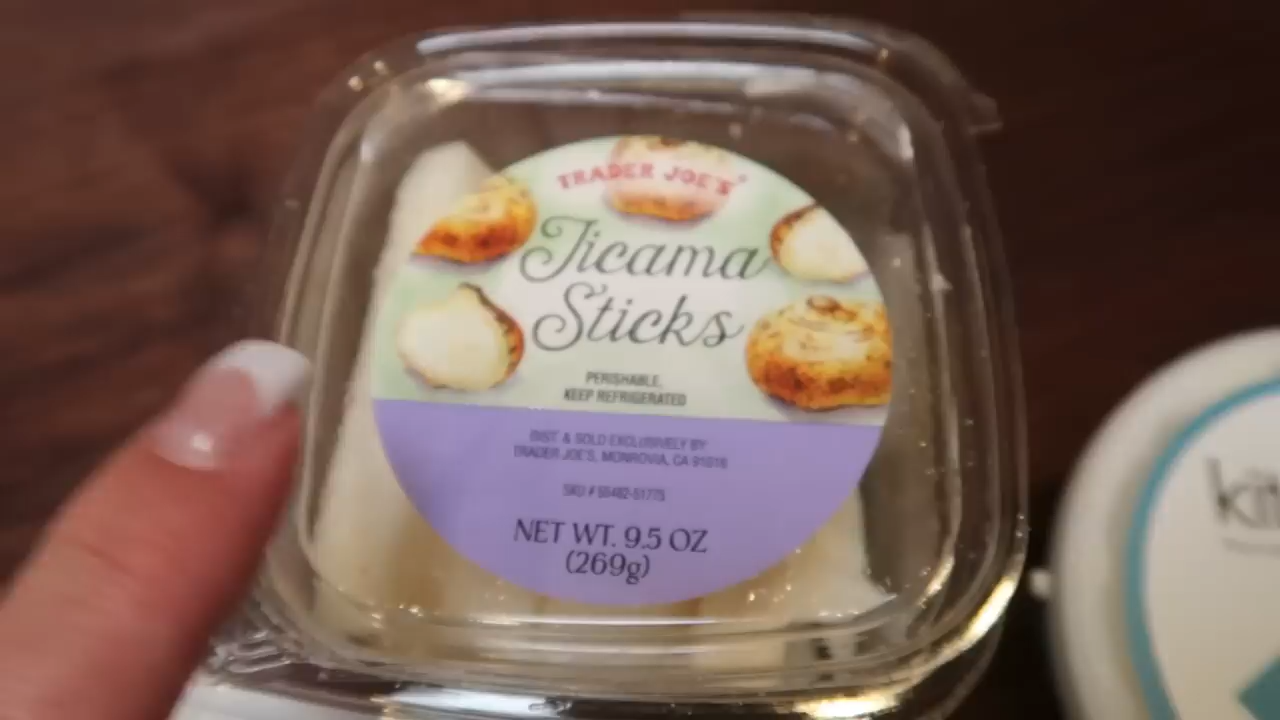 TRADER JOE'S
Jicama
Sticks
PERISHABLE,
KEEP REFRIGERATED
DIST. & SOLD EXCLUSIVELY BY:
TRADER JOE'S, MONROVIA, CA 91016
SKU #
NET WT. 9.5 OZ
(269g)